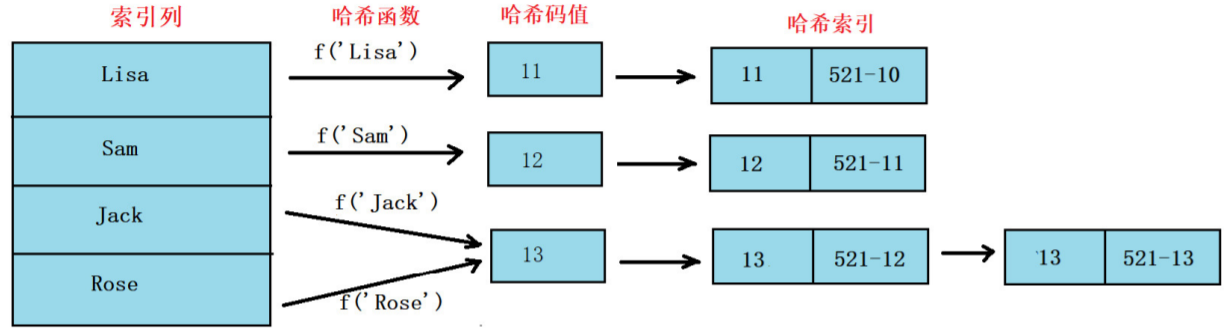 索引列 哈希函数 哈希码值 哈希索引
Lisa f('Lisa') 11 11 521-10
Sam f('Sam') 12 12 521-11
Jack f('Jack') 13 13 521-12 13 521-13
Rose f('Rose')